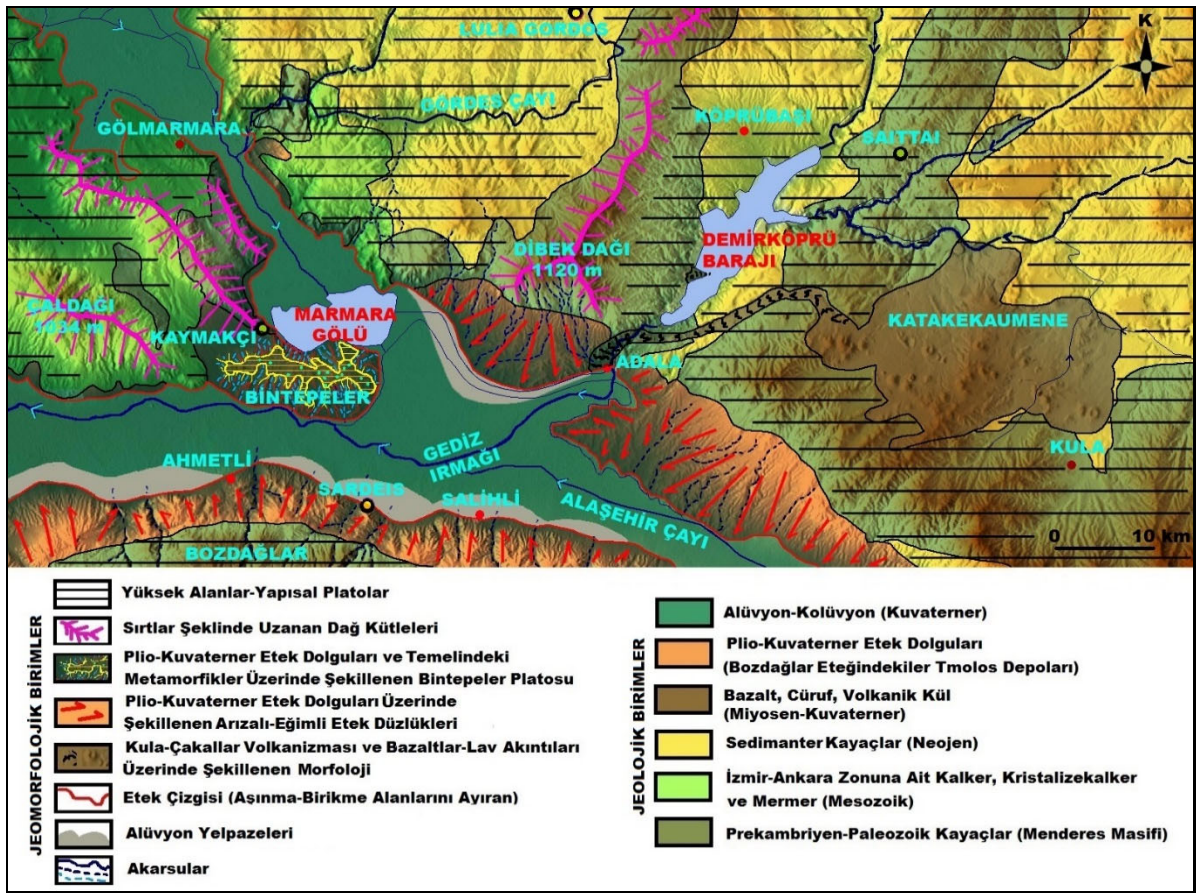 LULIA GORDOS
K
GÖRDES ÇAYI
GÖLMARMARA
KÖPRÜBAŞI
SAITTAI
DİBEK DAĞI
1120 m
DEMİRKÖPRÜ
BARAJI
ÇALDAĞI
1034 m
KAYMAKÇI
MARMARA
GÖLÜ
KATAKEKAUMENE
ADALA
BİNTEPELER
GEDİZ
IRMAĞI
KULA
AHMETLİ
SARDEIS
SALİHLİ
ALAŞEHİR ÇAYI
BOZDAĞLAR
0 10 km
JEOMORFOLOJİK BİRİMLER
Yüksek Alanlar-Yapısal Platolar
Sırtlar Şeklinde Uzanan Dağ Kütleleri
Plio-Kuvaterner Etek Dolguları ve Temelindeki
Metamorfikler Üzerinde Şekillenen Bintepeler Platosu
Plio-Kuvaterner Etek Dolguları Üzerinde
Şekillenen Arızalı-Eğimli Etek Düzlükleri
Kula-Çakallar Volkanizması ve Bazaltlar-Lav Akıntıları
Üzerinde Şekillenen Morfoloji
Etek Çizgisi (Aşınma-Birikme Alanlarını Ayıran)
Alüvyon Yelpazeleri
Akarsular
JEOLOJİK BİRİMLER
Alüvyon-Kolüvyon (Kuvaterner)
Plio-Kuvaterner Etek Dolguları
(Bozdağlar Eteğindekiler Tmolos Depoları)
Bazalt, Cüruf, Volkanik Kül
(Miyosen-Kuvaterner)
Sedimanter Kayaçlar (Neojen)
İzmir-Ankara Zonuna Ait Kalker, Kristalizekalker
ve Mermer (Mesozoik)
Prekambriyen-Paleozoik Kayaçlar (Menderes Masifi)